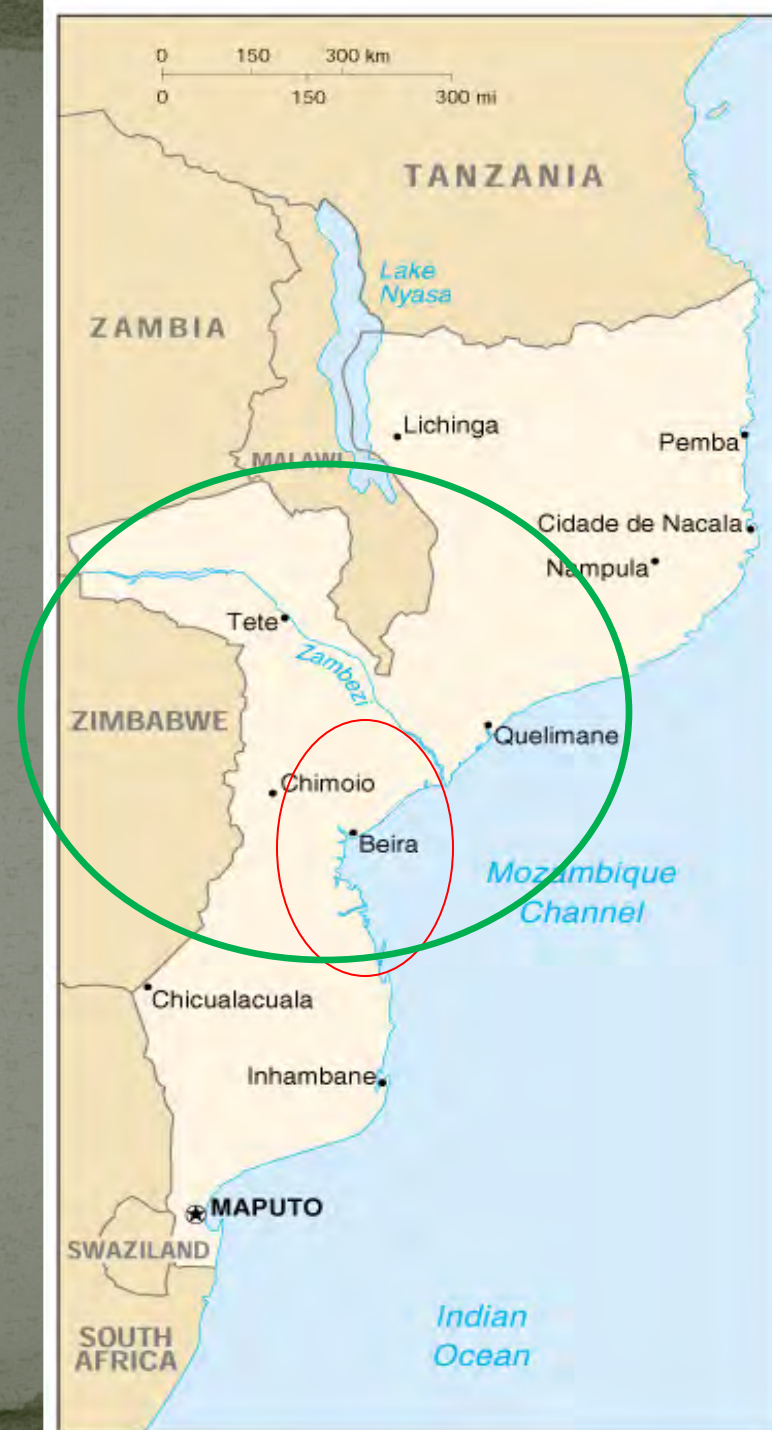 0 150 300 km
0 150 300 mi
TANZANIA
Lake
Nyasa
ZAMBIA
Lichinga
Pemba
MALAWI
Cidade de Nacala
Nampula
Tete
Zambezi
ZIMBABWE
Quelimane
Chimoio
Beira
Mozambique
Channel
Chicualacuala
Inhambane
MAPUTO
SWAZILAND
Indian
Ocean
SOUTH
AFRICA